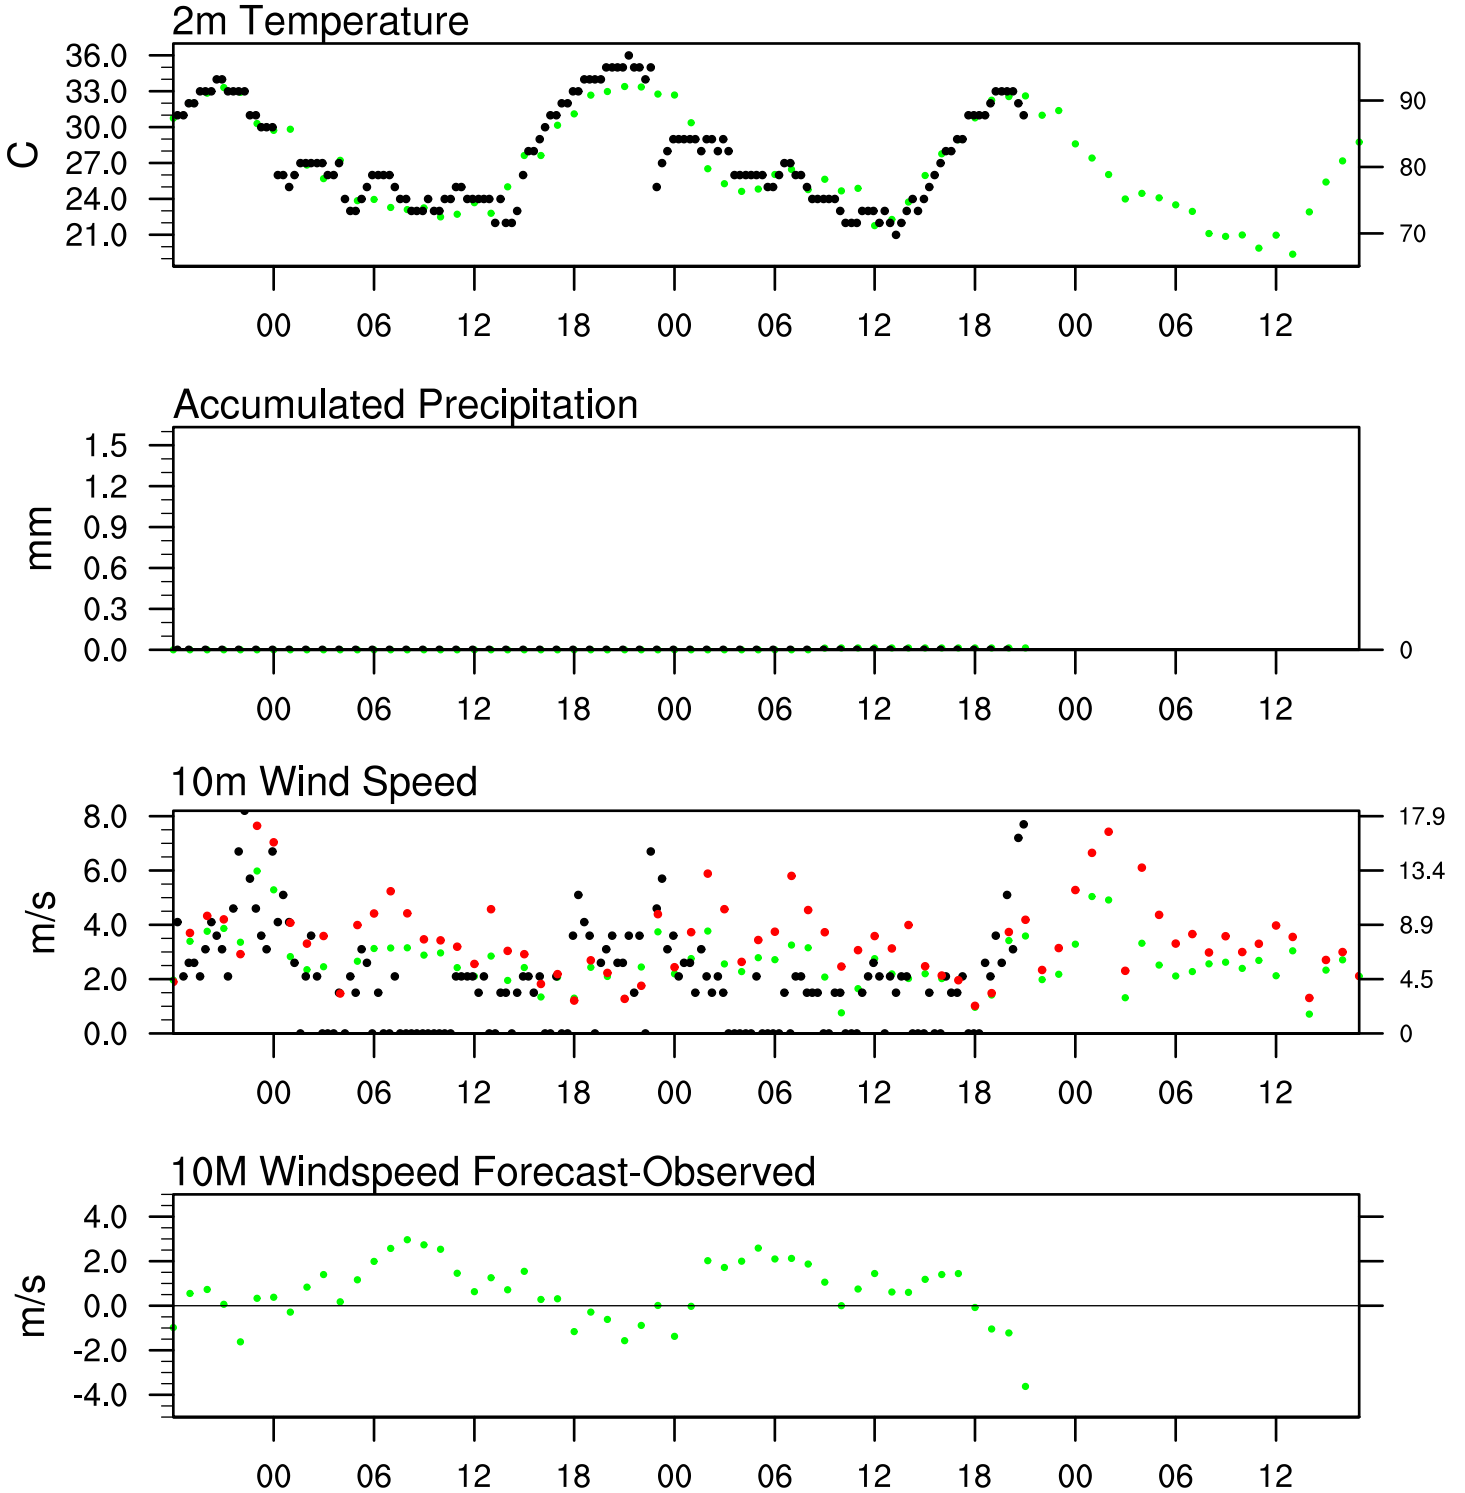 2m Temperature
36.0
33.0
30.0
27.0
24.0
21.0
C
90
80
70
00 06 12 18 00 06 12 18 00 06 12
Accumulated Precipitation
1.5
1.2
0.9
0.6
0.3
0.0
mm
0
00 06 12 18 00 06 12 18 00 06 12
10m Wind Speed
8.0
6.0
4.0
2.0
0.0
m/s
17.9
13.4
8.9
4.5
0
00 06 12 18 00 06 12 18 00 06 12
10M Windspeed Forecast-Observed
4.0
2.0
0.0
-2.0
-4.0
m/s
00 06 12 18 00 06 12 18 00 06 12